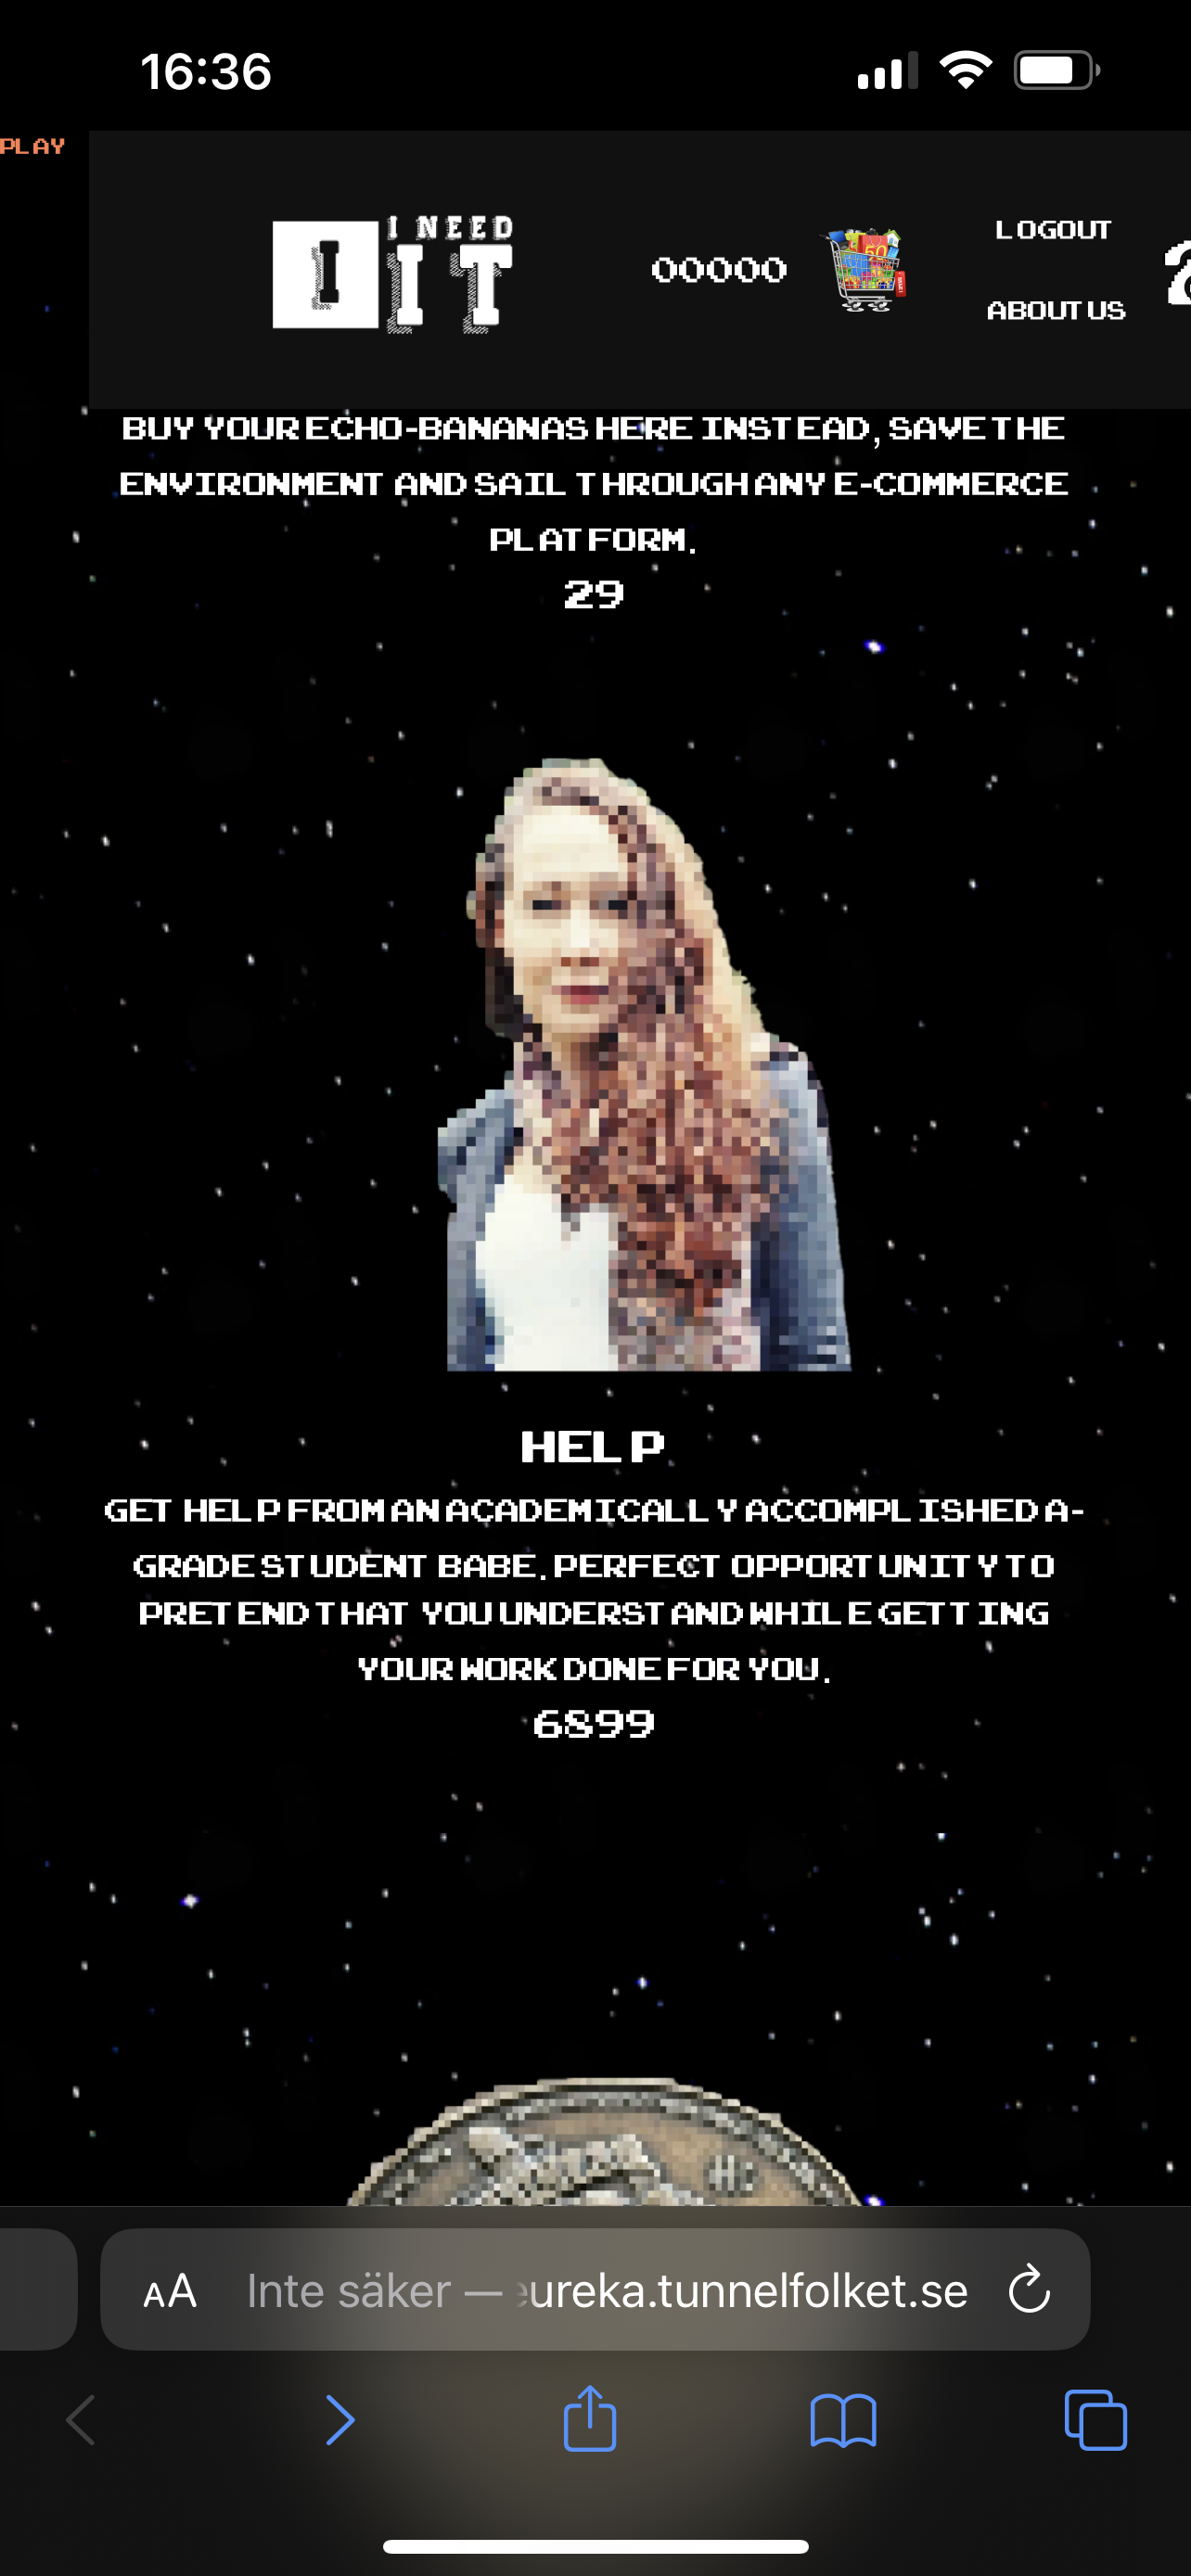 16:36
PLAY
I
I NEED
IT
00000
LOGOUT
ABOUT US
BUY YOUR ECHO-BANANAS HERE INSTEAD, SAVE THE
ENVIRONMENT AND SAIL THROUGH ANY E-COMMERCE
PLATFORM.
29
HELP
GET HELP FROM AN ACADEMICALLY ACCOMPLISHED A-
GRADE STUDENT BABE. PERFECT OPPORTUNITY TO
PRETEND THAT YOU UNDERSTAND WHILE GETTING
YOUR WORK DONE FOR YOU.
6899
AA Inte säker — eureka.tunnelfolket.se